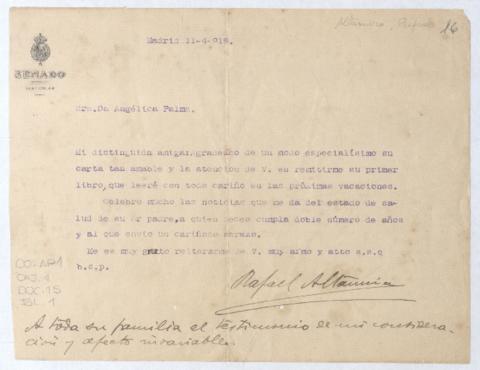 Altamira, Rafael 16
SENADO
PARTICULAR
Madrid 11-4-918.
Sra.Da Angélica Palma.
Mi distinguida amiga: agradezco de un modo especialísimo su
carta tan amable y la atención de V. en remitirme su primer
libro, que leeré con todo cariño en las próximas vacaciones.
Celebro mucho las noticias que me da del estado de sa-
lud de su Sr padre, a quien deseo cumpla doble número de años
y al que envío un cariñoso abrazo.
Me es muy grato reiterarme de V. muy afmo y atto s.s.q
b.s.p.
Rafael Altamira
A toda su familia el testimonio de mi considera-
ción y afecto invariable.
CO-AP1
CAJ.1
DOC.15
SBL.1